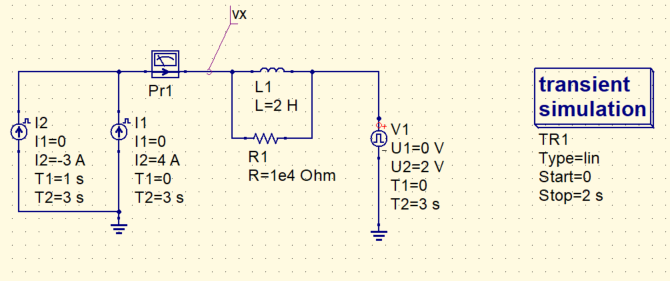 vx
Pr1
L1
L=2 H
R1
R=1e4 Ohm
I2
I1=0
I2=-3 A
T1=1 s
T2=3 s
I1
I1=0
I2=4 A
T1=0
T2=3 s
+
V1
-
U1=0 V
U2=2 V
T1=0
T2=3 s
transient
simulation
TR1
Type=lin
Start=0
Stop=2 s